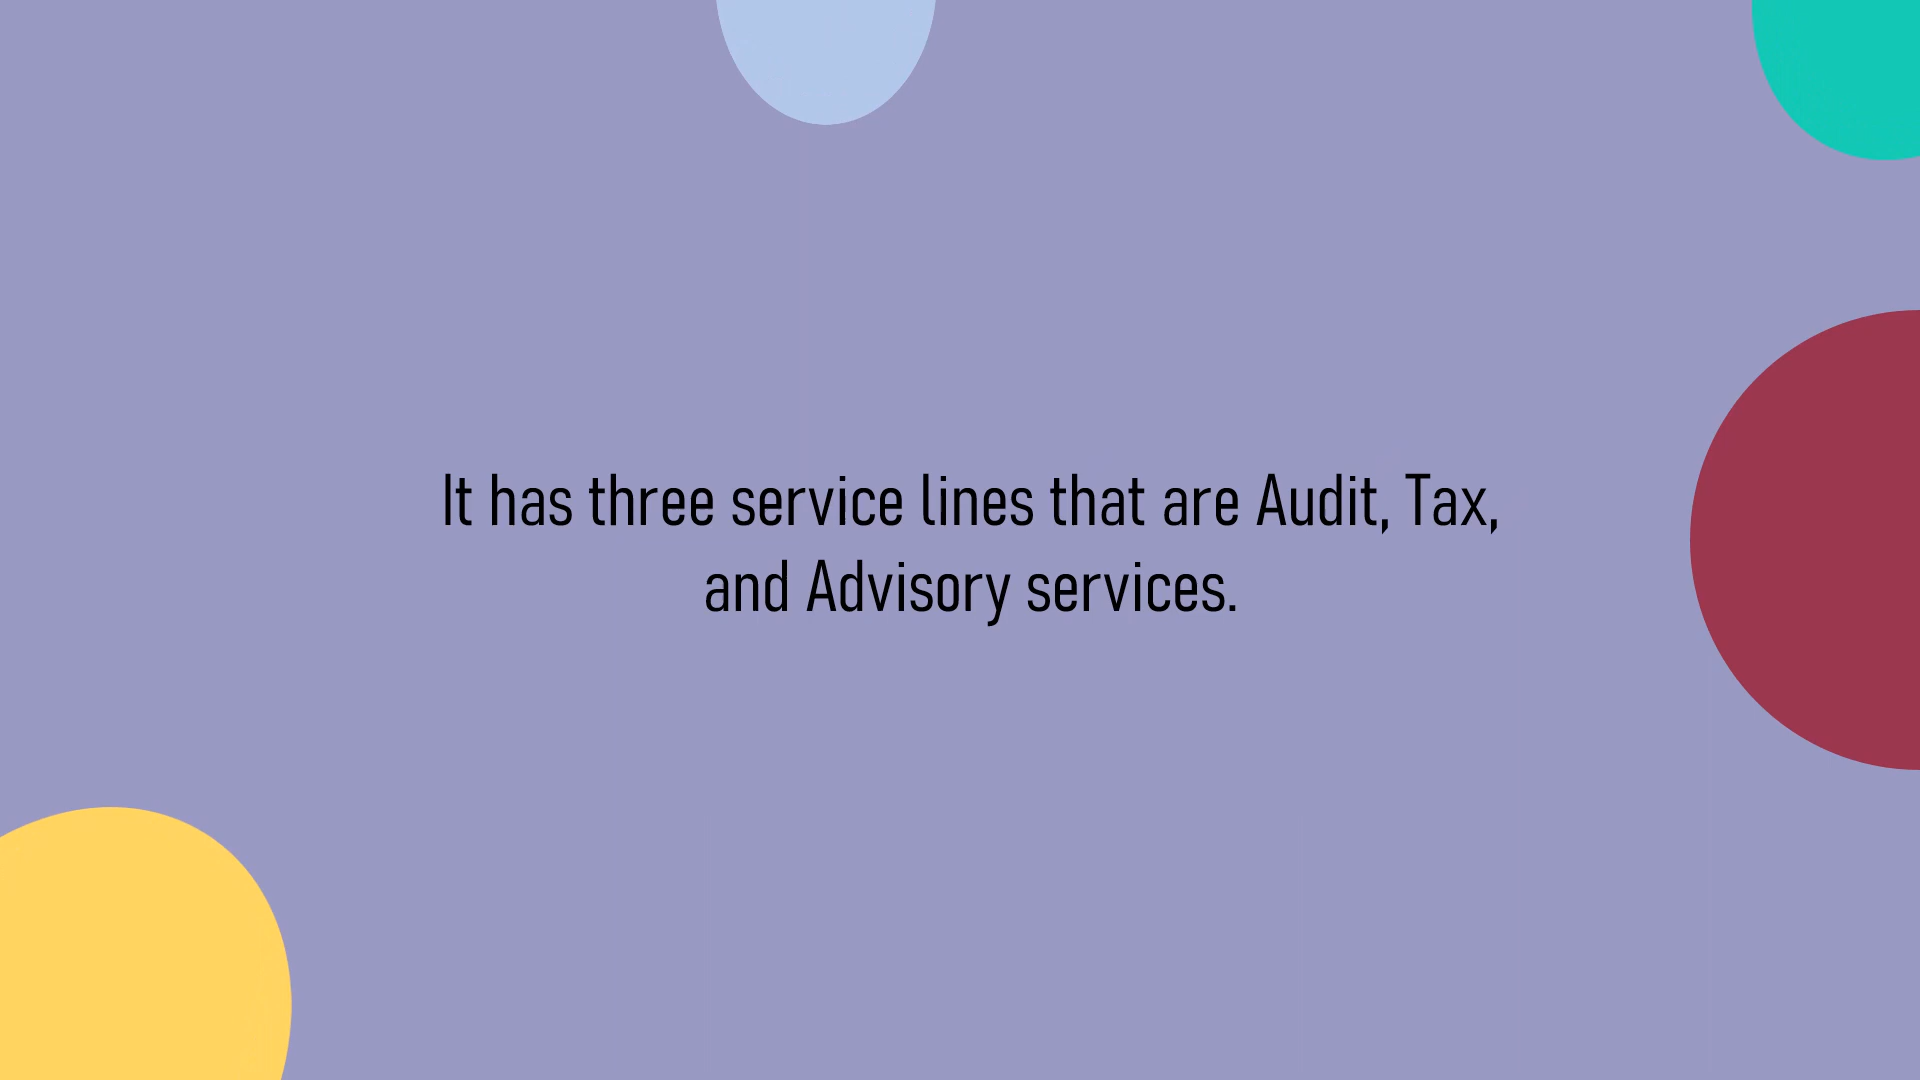 It has three service lines that are Audit, Tax,
and Advisory services.